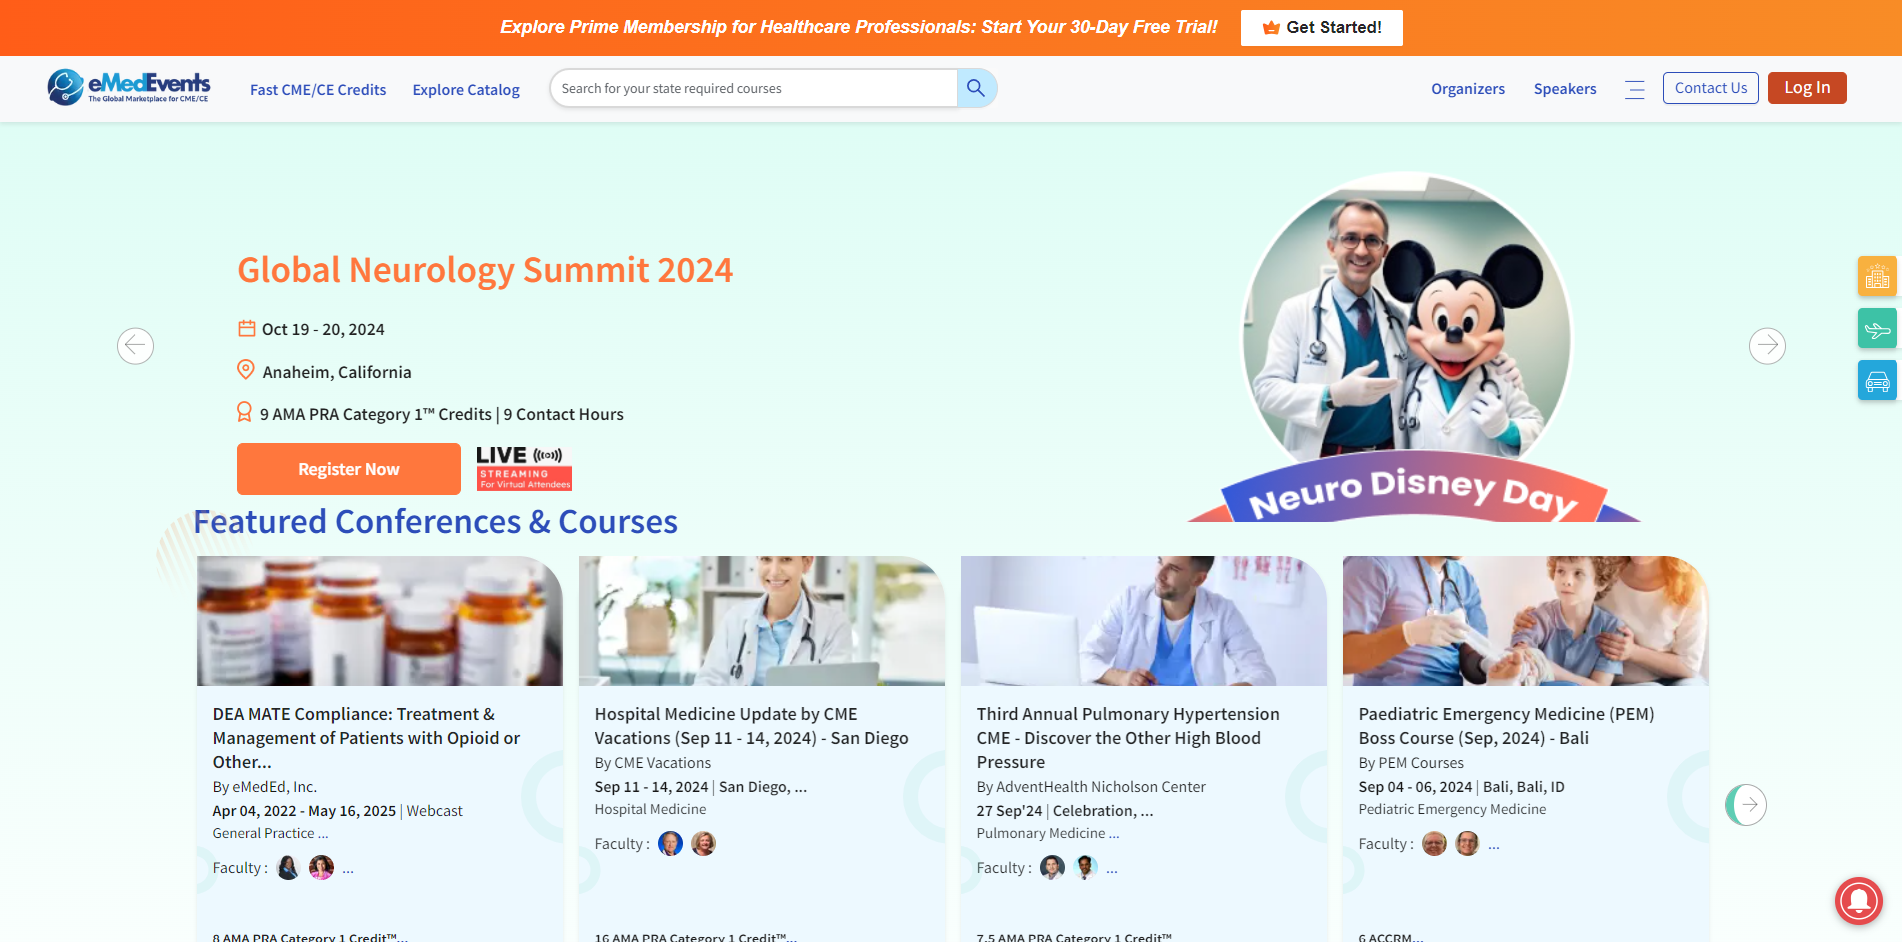 Explore Prime Membership for Healthcare Professionals: Start Your 30-Day Free Trial!
Get Started!
eMedEvents
The Global Marketplace for CME/CE
Fast CME/CE Credits
Explore Catalog
Search for your state required courses
Organizers
Speakers
Contact Us
Log In
Global Neurology Summit 2024
Oct 19 - 20, 2024
Anaheim, California
9 AMA PRA Category 1™ Credits | 9 Contact Hours
Register Now
LIVE
STREAMING
For Virtual Attendees
Neuro Disney Day
Featured Conferences & Courses
DEA MATE Compliance: Treatment &
Management of Patients with Opioid or
Other...
By eMedEd, Inc.
Apr 04, 2022 - May 16, 2025 | Webcast
General Practice ...
Faculty :
...
8 AMA PRA Category 1 Credit™...
Hospital Medicine Update by CME
Vacations (Sep 11 - 14, 2024) - San Diego
By CME Vacations
Sep 11 - 14, 2024 | San Diego, ...
Hospital Medicine
Faculty :
16 AMA PRA Category 1 Credit™...
Third Annual Pulmonary Hypertension
CME - Discover the Other High Blood
Pressure
By AdventHealth Nicholson Center
27 Sep'24 | Celebration, ...
Pulmonary Medicine ...
Faculty :
...
7.5 AMA PRA Category 1 Credit™
Paediatric Emergency Medicine (PEM)
Boss Course (Sep, 2024) - Bali
By PEM Courses
Sep 04 - 06, 2024 | Bali, Bali, ID
Pediatric Emergency Medicine
Faculty :
...
6 ACCRM...